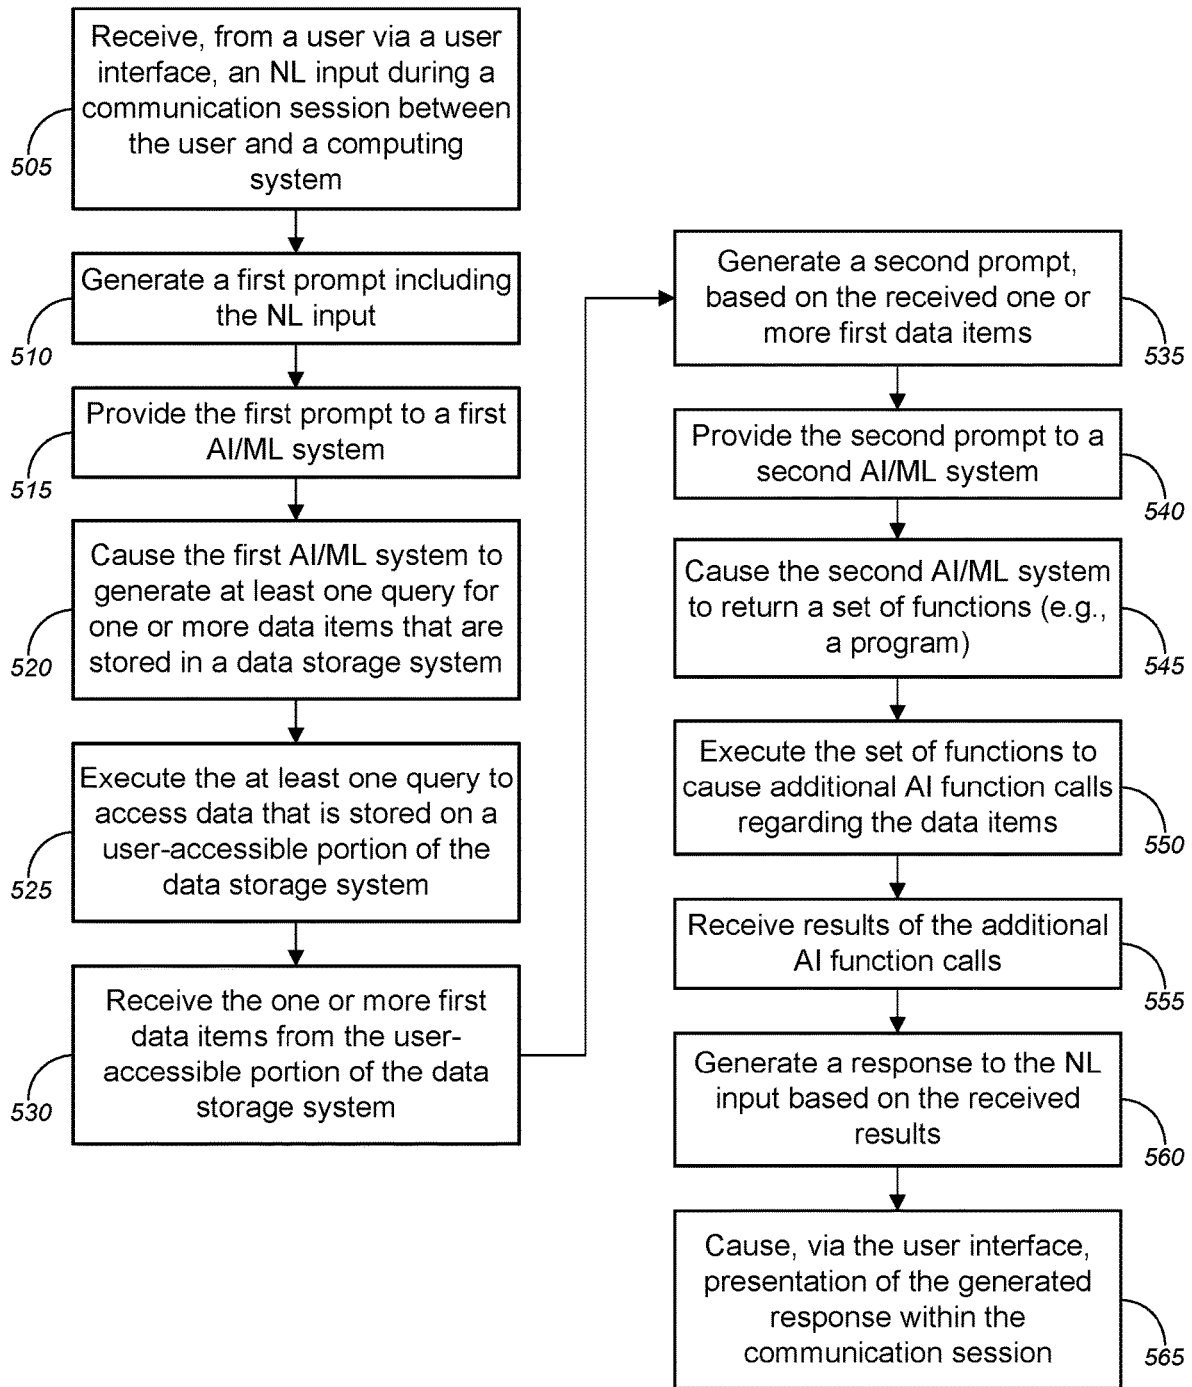 Receive, from a user via a user
interface, an NL input during a
communication session between
the user and a computing
system
505
Generate a first prompt including
the NL input
510
Provide the first prompt to a first
AI/ML system
515
Cause the first AI/ML system to
generate at least one query for
one or more data items that are
stored in a data storage system
520
Execute the at least one query to
access data that is stored on a
user-accessible portion of the
data storage system
525
Receive the one or more first
data items from the user-
accessible portion of the data
storage system
530
Generate a second prompt,
based on the received one or
more first data items
535
Provide the second prompt to a
second AI/ML system
540
Cause the second AI/ML system
to return a set of functions (e.g.,
a program)
545
Execute the set of functions to
cause additional AI function calls
regarding the data items
550
Receive results of the additional
AI function calls
555
Generate a response to the NL
input based on the received
results
560
Cause, via the user interface,
presentation of the generated
response within the
communication session
565